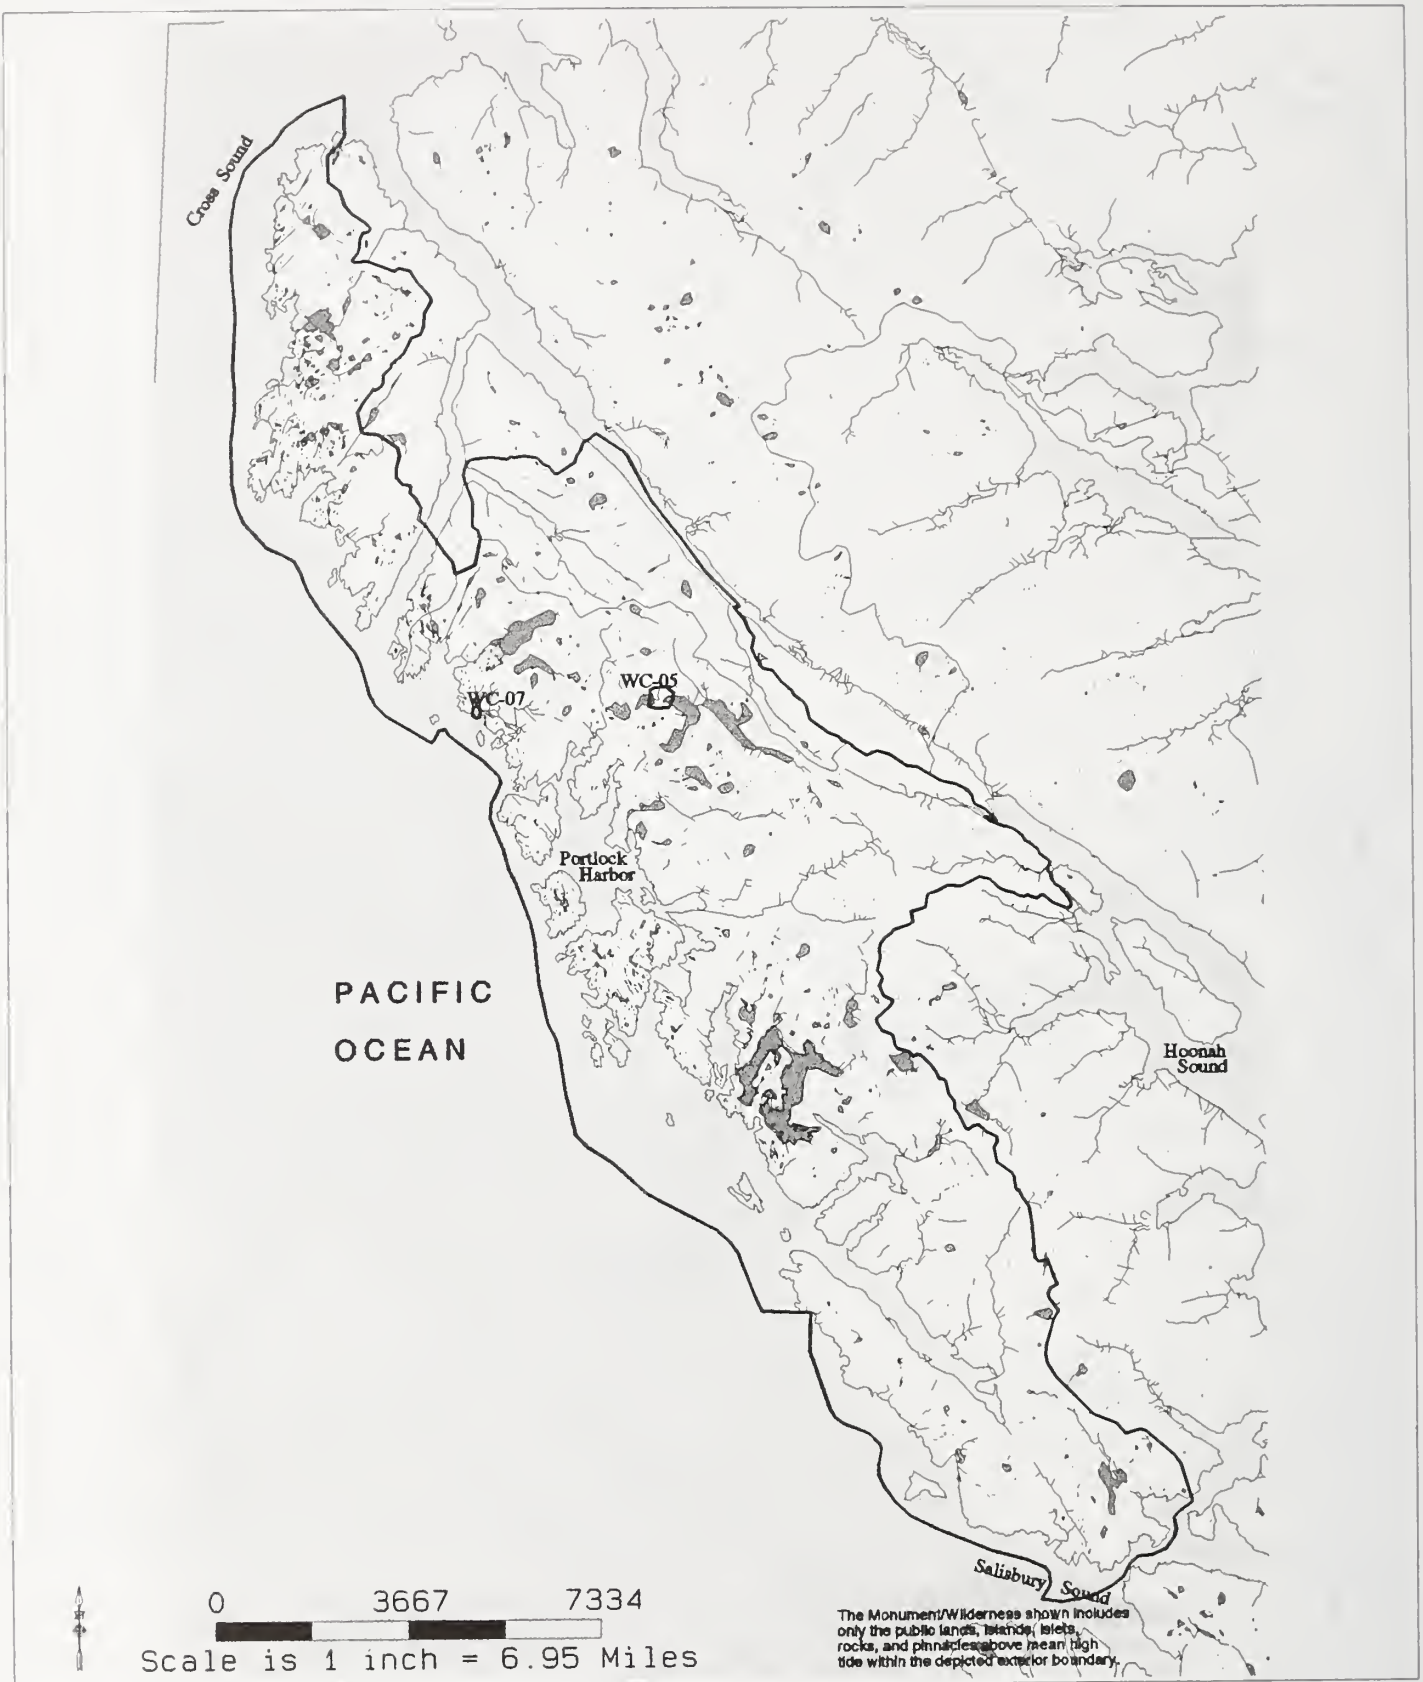 Cross Sound
WC-05
WC-07
Portlock
Harbor
PACIFIC
OCEAN
Hoonah
Sound
Salisbury Sound
0 3667 7334
Scale is 1 inch = 6.95 Miles
The Monument/Wilderness shown includes
only the public lands, islands, islets,
rocks, and pinnacles above mean high
tide within the depicted exterior boundary.